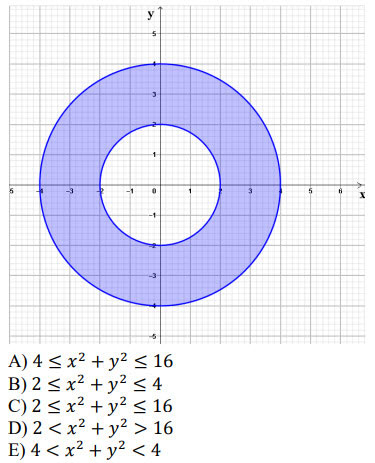 y
5
4
3
2
1
5 -4 -3 -2 -1 0 1 2 3 4 5 6 x
-1
-2
-3
-4
-5
A) 4 ≤ x² + y² ≤ 16
B) 2 ≤ x² + y² ≤ 4
C) 2 ≤ x² + y² ≤ 16
D) 2 < x² + y² > 16
E) 4 < x² + y² < 4